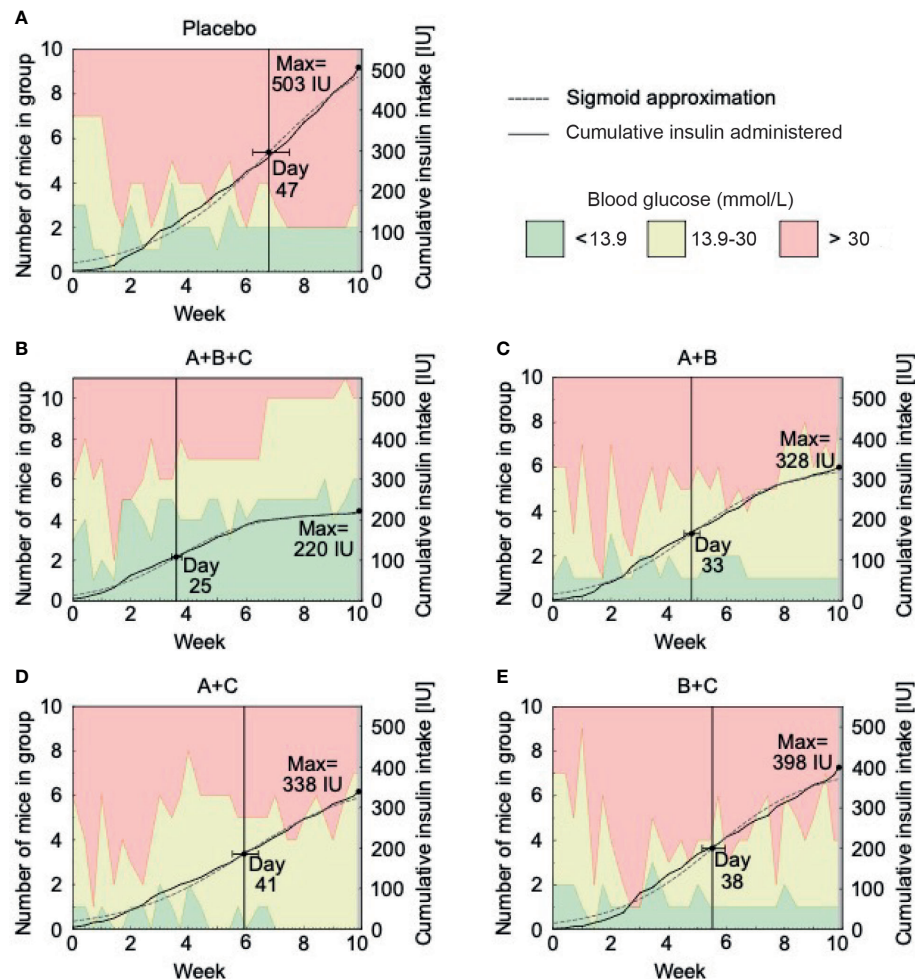 A
Placebo
Number of mice in group
10
8
6
4
2
0
Max=
503 IU
Day
47
500
400
300
200
100
0
Cumulative insulin intake [IU]
0 2 4 6 8 10
Week
Sigmoid approximation
Cumulative insulin administered
Blood glucose (mmol/L)
<13.9 13.9-30 > 30
B
A+B+C
Number of mice in group
10
8
6
4
2
0
Max=
220 IU
Day
25
500
400
300
200
100
0
Cumulative insulin intake [IU]
0 2 4 6 8 10
Week
C
A+B
Number of mice in group
10
8
6
4
2
0
Max=
328 IU
Day
33
500
400
300
200
100
0
Cumulative insulin intake [IU]
0 2 4 6 8 10
Week
D
A+C
Number of mice in group
10
8
6
4
2
0
Max=
338 IU
Day
41
500
400
300
200
100
0
Cumulative insulin intake [IU]
0 2 4 6 8 10
Week
E
B+C
Number of mice in group
10
8
6
4
2
0
Max=
398 IU
Day
38
500
400
300
200
100
0
Cumulative insulin intake [IU]
0 2 4 6 8 10
Week